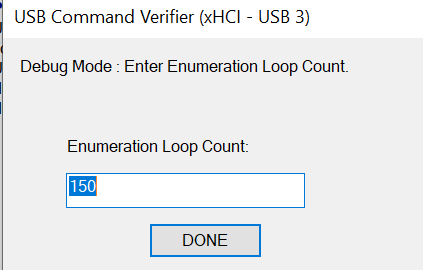 USB Command Verifier (xHCI - USB 3)
Debug Mode : Enter Enumeration Loop Count.
Enumeration Loop Count:
150
DONE